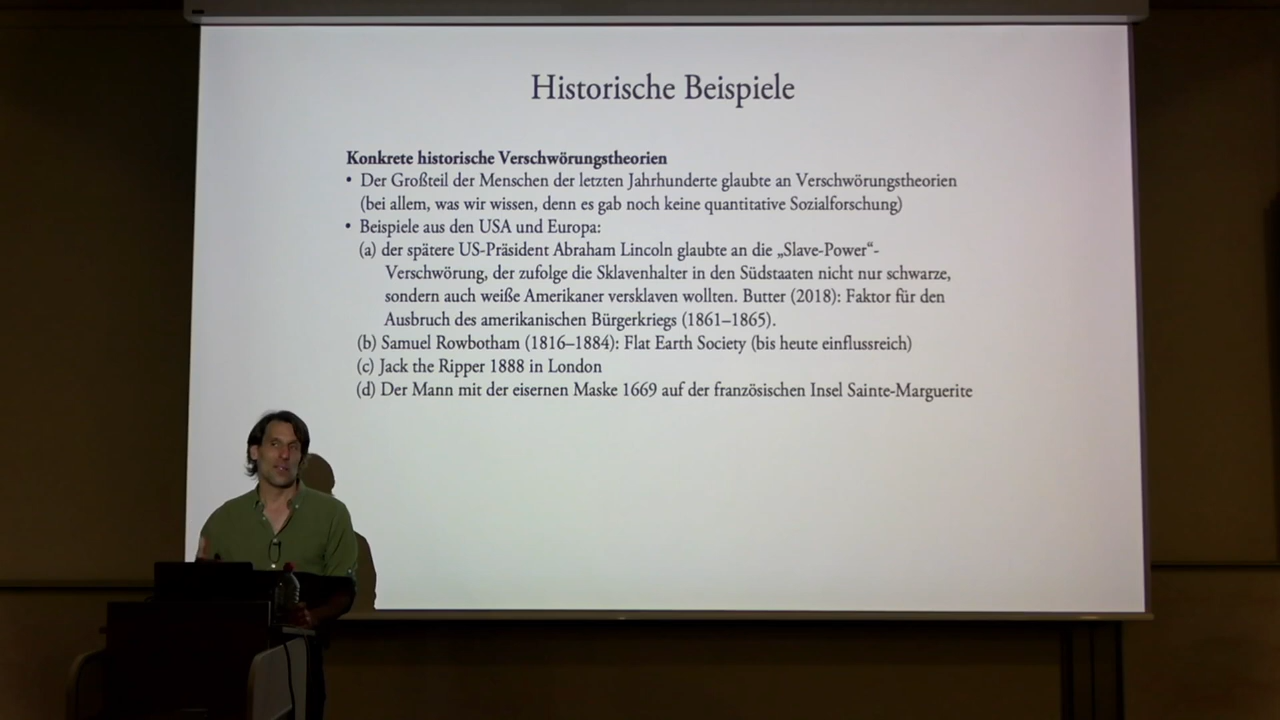 Historische Beispiele
Konkrete historische Verschwörungstheorien
• Der Großteil der Menschen der letzten Jahrhunderte glaubte an Verschwörungstheorien
(bei allem, was wir wissen, denn es gab noch keine quantitative Sozialforschung)
• Beispiele aus den USA und Europa:
(a) der spätere US-Präsident Abraham Lincoln glaubte an die „Slave-Power“-
Verschwörung, der zufolge die Sklavenhalter in den Südstaaten nicht nur schwarze,
sondern auch weiße Amerikaner versklaven wollten. Butter (2018): Faktor für den
Ausbruch des amerikanischen Bürgerkriegs (1861–1865).
(b) Samuel Rowbotham (1816–1884): Flat Earth Society (bis heute einflussreich)
(c) Jack the Ripper 1888 in London
(d) Der Mann mit der eisernen Maske 1669 auf der französischen Insel Sainte-Marguerite